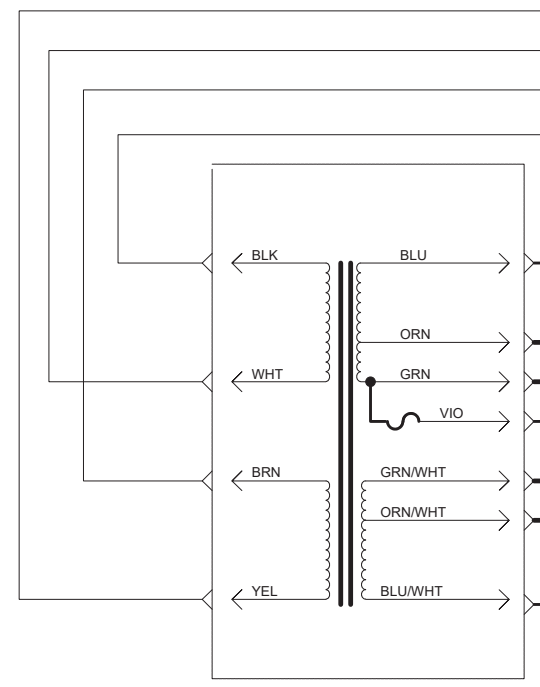 BLK
BLU
ORN
WHT
GRN
VIO
BRN
GRN/WHT
ORN/WHT
YEL
BLU/WHT